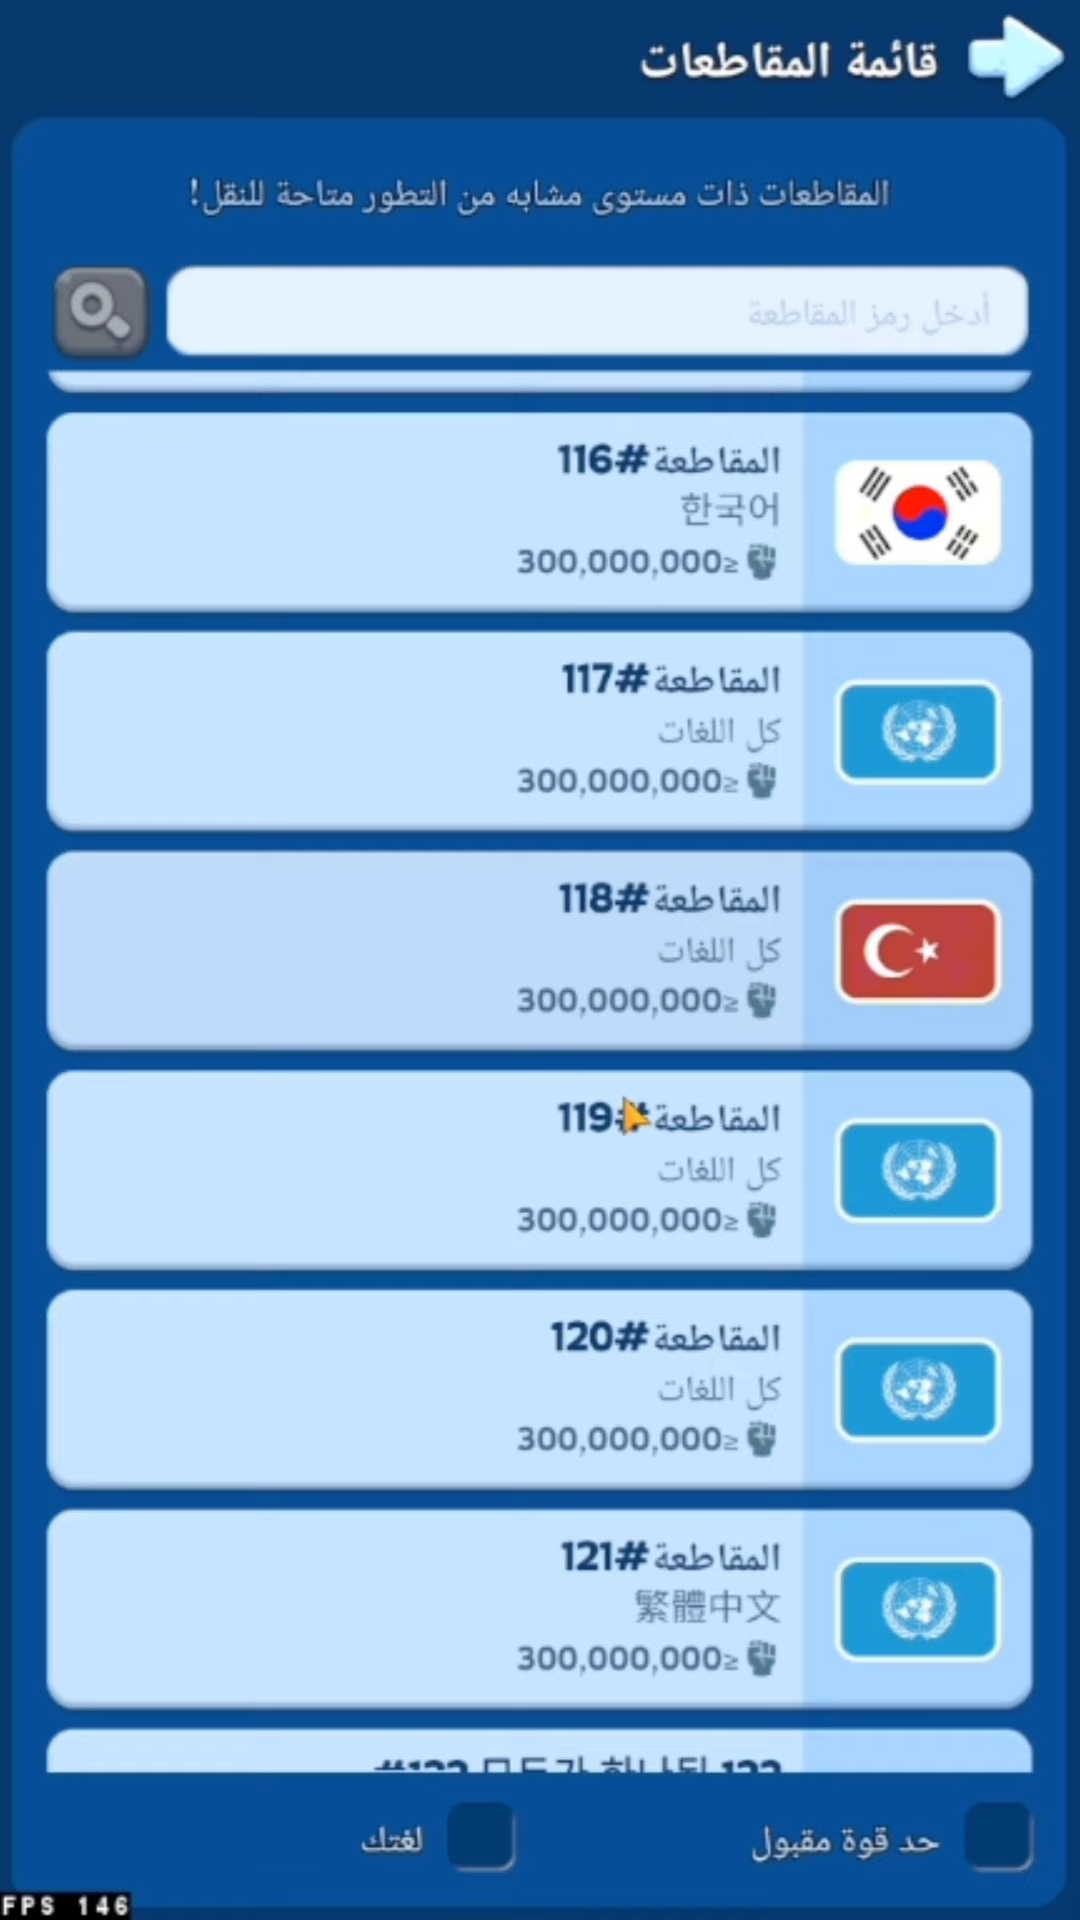 قائمة المقاطعات
المقاطعات ذات مستوى مشابه من التطور متاحة للنقل!
أدخل رمز المقاطعة
المقاطعة #116
한국어
≤300,000,000
المقاطعة #117
كل اللغات
≤300,000,000
المقاطعة #118
كل اللغات
≤300,000,000
المقاطعة #119
كل اللغات
≤300,000,000
المقاطعة #120
كل اللغات
≤300,000,000
المقاطعة #121
繁體中文
≤300,000,000
حد قوة مقبول
لغتك
FPS 146